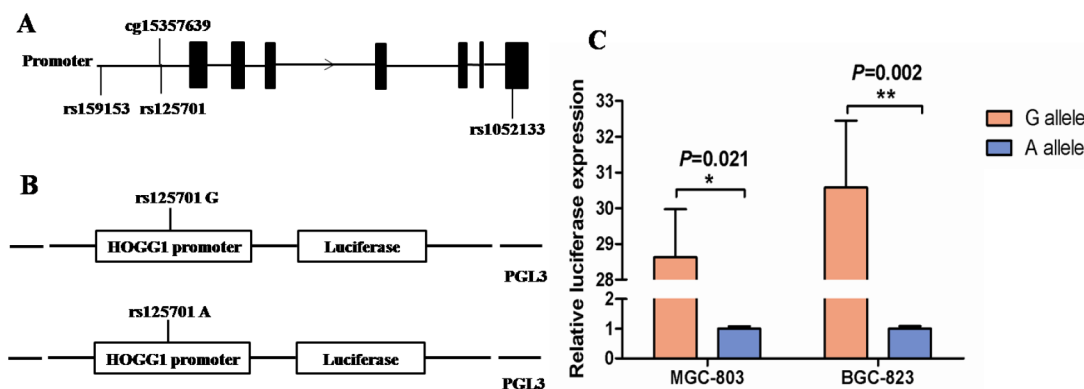 A
cg15357639
Promoter
rs159153
rs125701
rs1052133
B
rs125701 G
HOGG1 promoter
Luciferase
PGL3
rs125701 A
HOGG1 promoter
Luciferase
PGL3
C
Relative luciferase expression
33
32
31
30
29
28
2
1
0
P=0.021
*
P=0.002
**
MGC-803
BGC-823
G allele
A allele